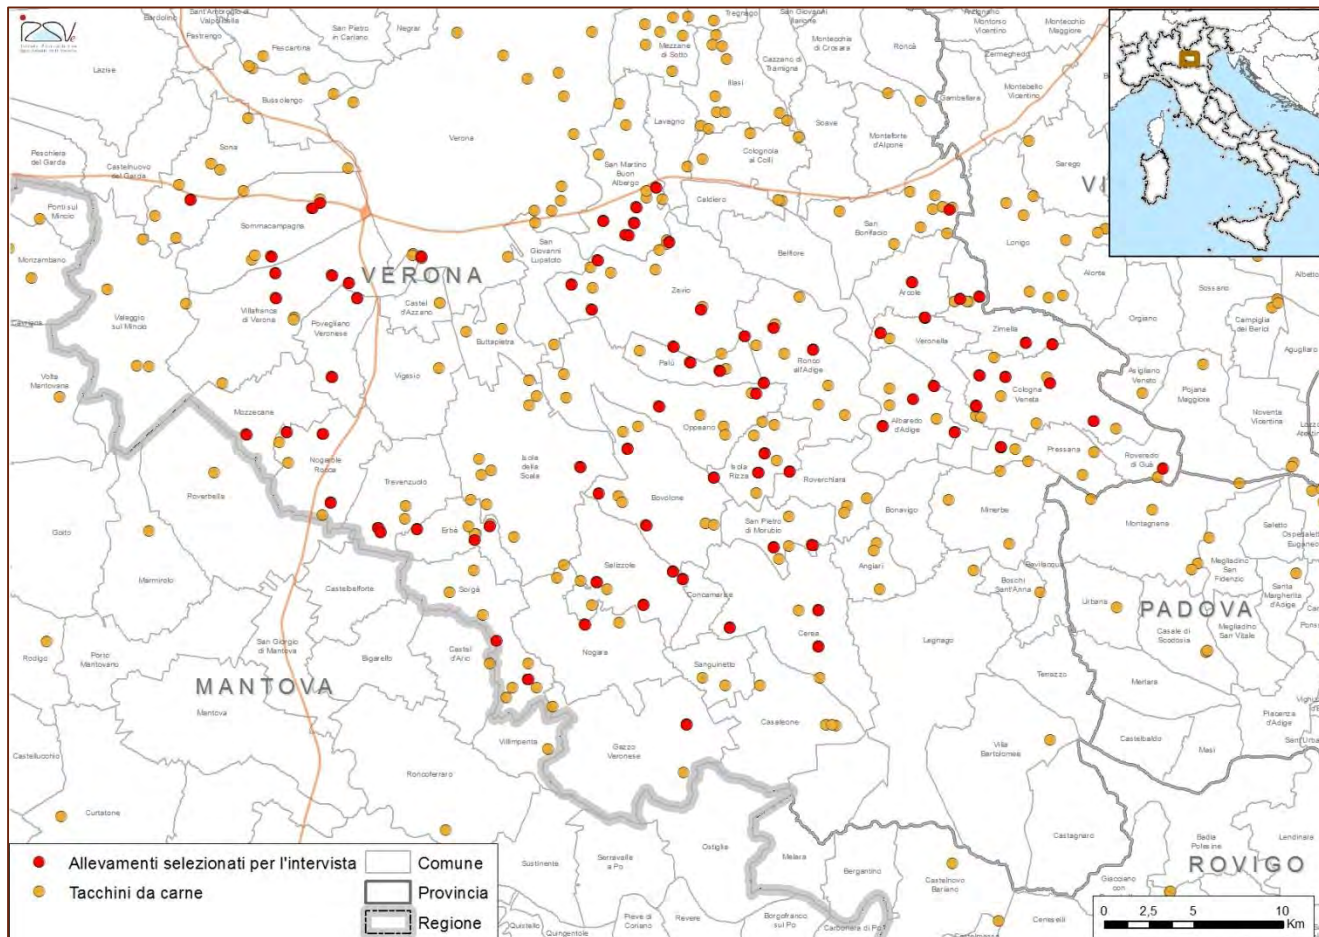 Bardolino
Sant'Ambrogio di
Valpolicella
Pastrengo
San Pietro
in Cariano
Negrar
Pescantina
Lazise
Bussolengo
Verona
Tregnago
Mezzane
di Sotto
San Giovanni
Ilarione
Montecchia
di Crosara
Cazzano di
Tramigna
Roncà
Illasi
Montorso
Vicentino
Montecchio
Maggiore
Zermeghedo
Montebello
Vicentino
Gambellara
Lavagno
Soave
Monteforte
d'Alpone
Colognola
ai Colli
Peschiera
del Garda
Castelnuovo
del Garda
Sona
San Martino
Buon
Albergo
Sarego
Caldiero
Ponti sul
Mincio
Sommacampagna
San
Giovanni
Lupatoto
San
Bonifacio
Lonigo
Monzambano
VERONA
Belfiore
Zevio
Arcole
Alonte
Sossano
Valeggio
sul Mincio
Villafranca
di Verona
Povegliano
Veronese
Castel
d'Azzano
Buttapietra
Orgiano
Campiglia
dei Berici
Agugliaro
Zimella
Veronella
Volta
Mantovana
Vigasio
Palù
Ronco
all'Adige
Cologna
Veneta
Asigliano
Veneto
Pojana
Maggiore
Noventa
Vicentina
Mozzecane
Nogarole
Rocca
Oppeano
Albaredo
d'Adige
Pressana
Roveredo
di Guà
Isola
della
Scala
Isola
Rizza
Roverchiara
Roverbella
Trevenzuolo
Bovolone
Bonavigo
Minerbe
Montagnana
Saletto
Goito
Erbè
San Pietro
di Morubio
Angiari
Bevilacqua
Boschi
Sant'Anna
Megliadino
San
Fidenzio
Marmirolo
Castelbelforte
Salizzole
Concamarise
Sorgà
Santa
Margherita
d'Adige
Urbana
PADOVA
Casale di
Scodosia
Megliadino
San Vitale
Rodigo
Porto
Mantovano
San Giorgio
di Mantova
Bigarello
Castel
d'Ario
Nogara
Cerea
Legnago
Sanguinetto
Terrazzo
Merlara
MANTOVA
Mantova
Casaleone
Piacenza
d'Adige
Castelbaldo
Masi
Villimpenta
Gazzo
Veronese
Villa
Bartolomea
Castellucchio
Roncoferraro
Curtatone
Castagnaro
Badia
Polesine
Lendinara
Ostiglia
Sustinente
Serravalle
a Po
Melara
Bergantino
Castelnovo
Bariano
Giacciano
con
ROVIGO
Quistello
Quingentole
Pieve di
Coriano
Revere
Borgofranco
sul Po
Carbonara di Po
Ceneselli
Allevamenti selezionati per l'intervista
Tacchini da carne
Comune
Provincia
Regione
0 2,5 5 10
Km